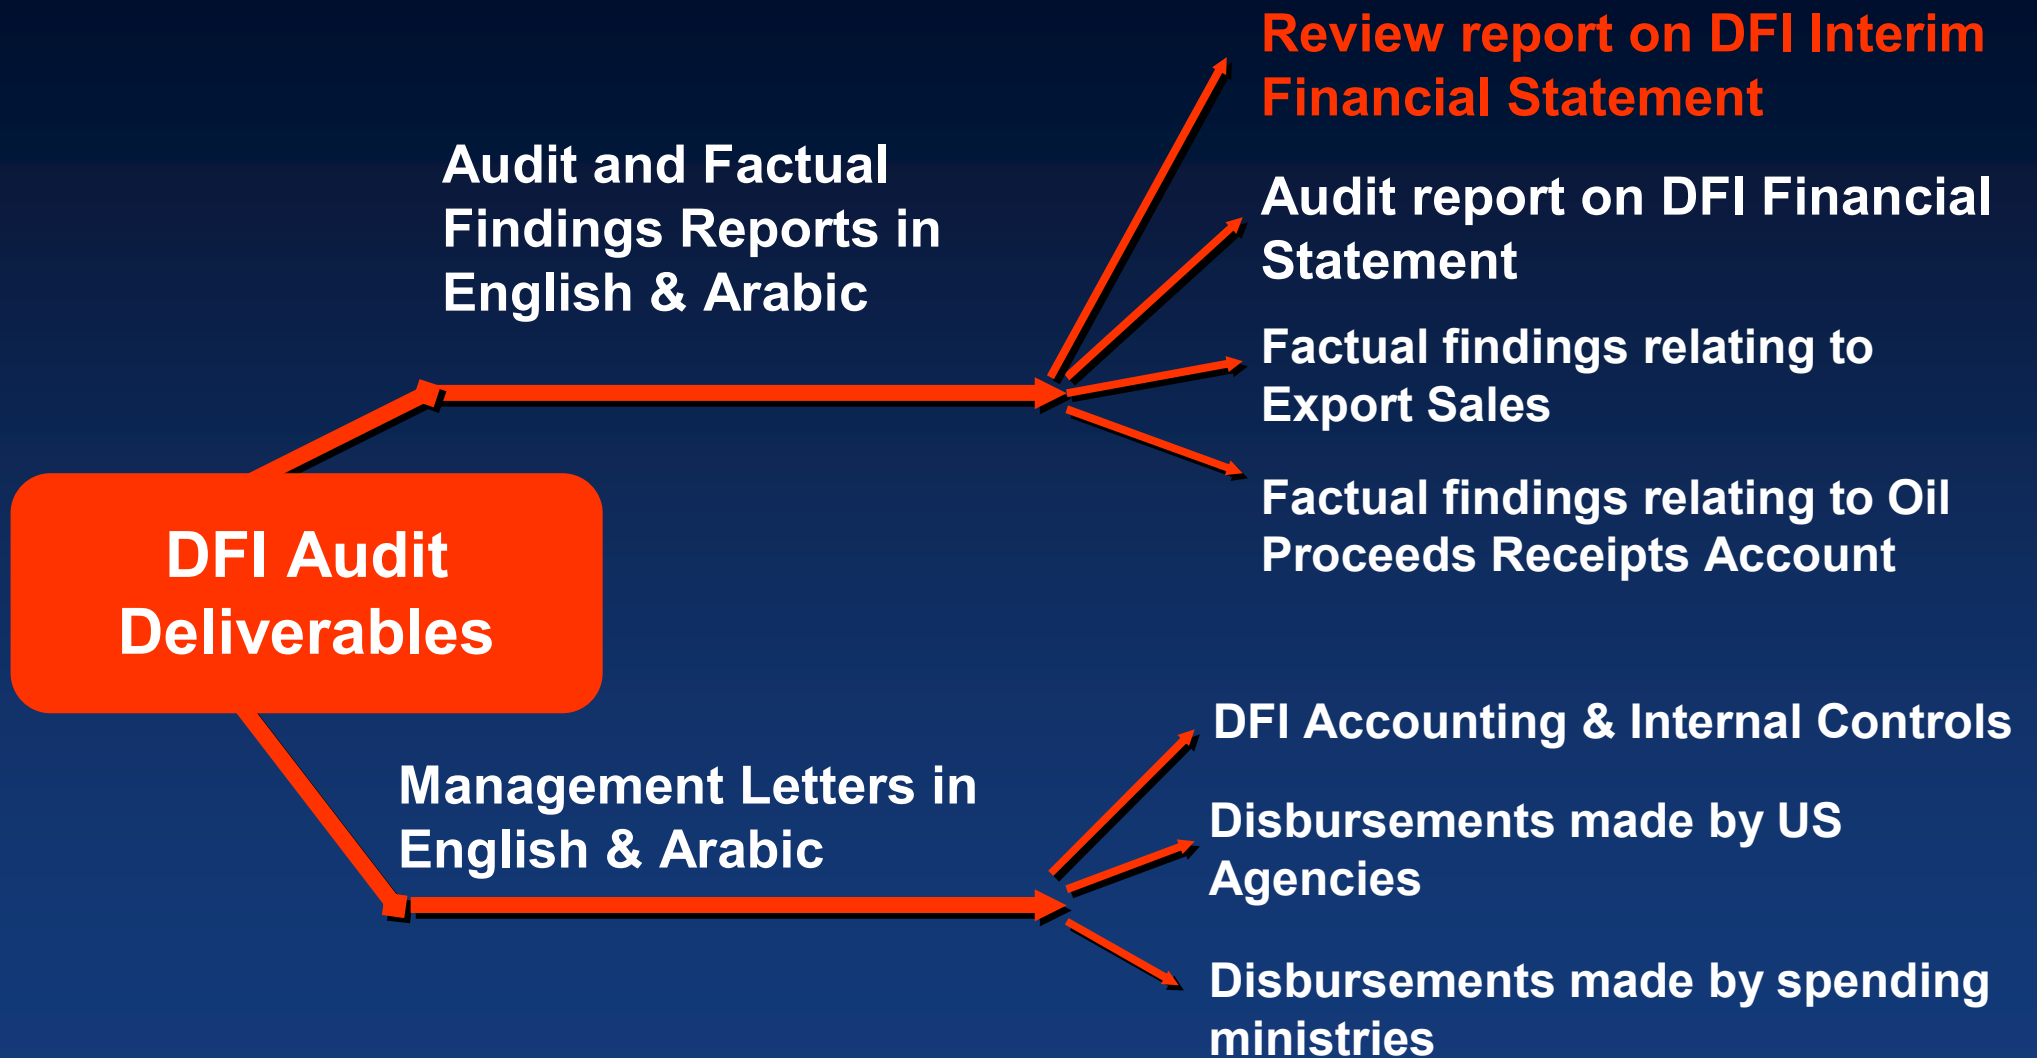 DFI Audit
Deliverables
Audit and Factual
Findings Reports in
English & Arabic
Review report on DFI Interim
Financial Statement
Audit report on DFI Financial
Statement
Factual findings relating to
Export Sales
Factual findings relating to Oil
Proceeds Receipts Account
Management Letters in
English & Arabic
DFI Accounting & Internal Controls
Disbursements made by US
Agencies
Disbursements made by spending
ministries